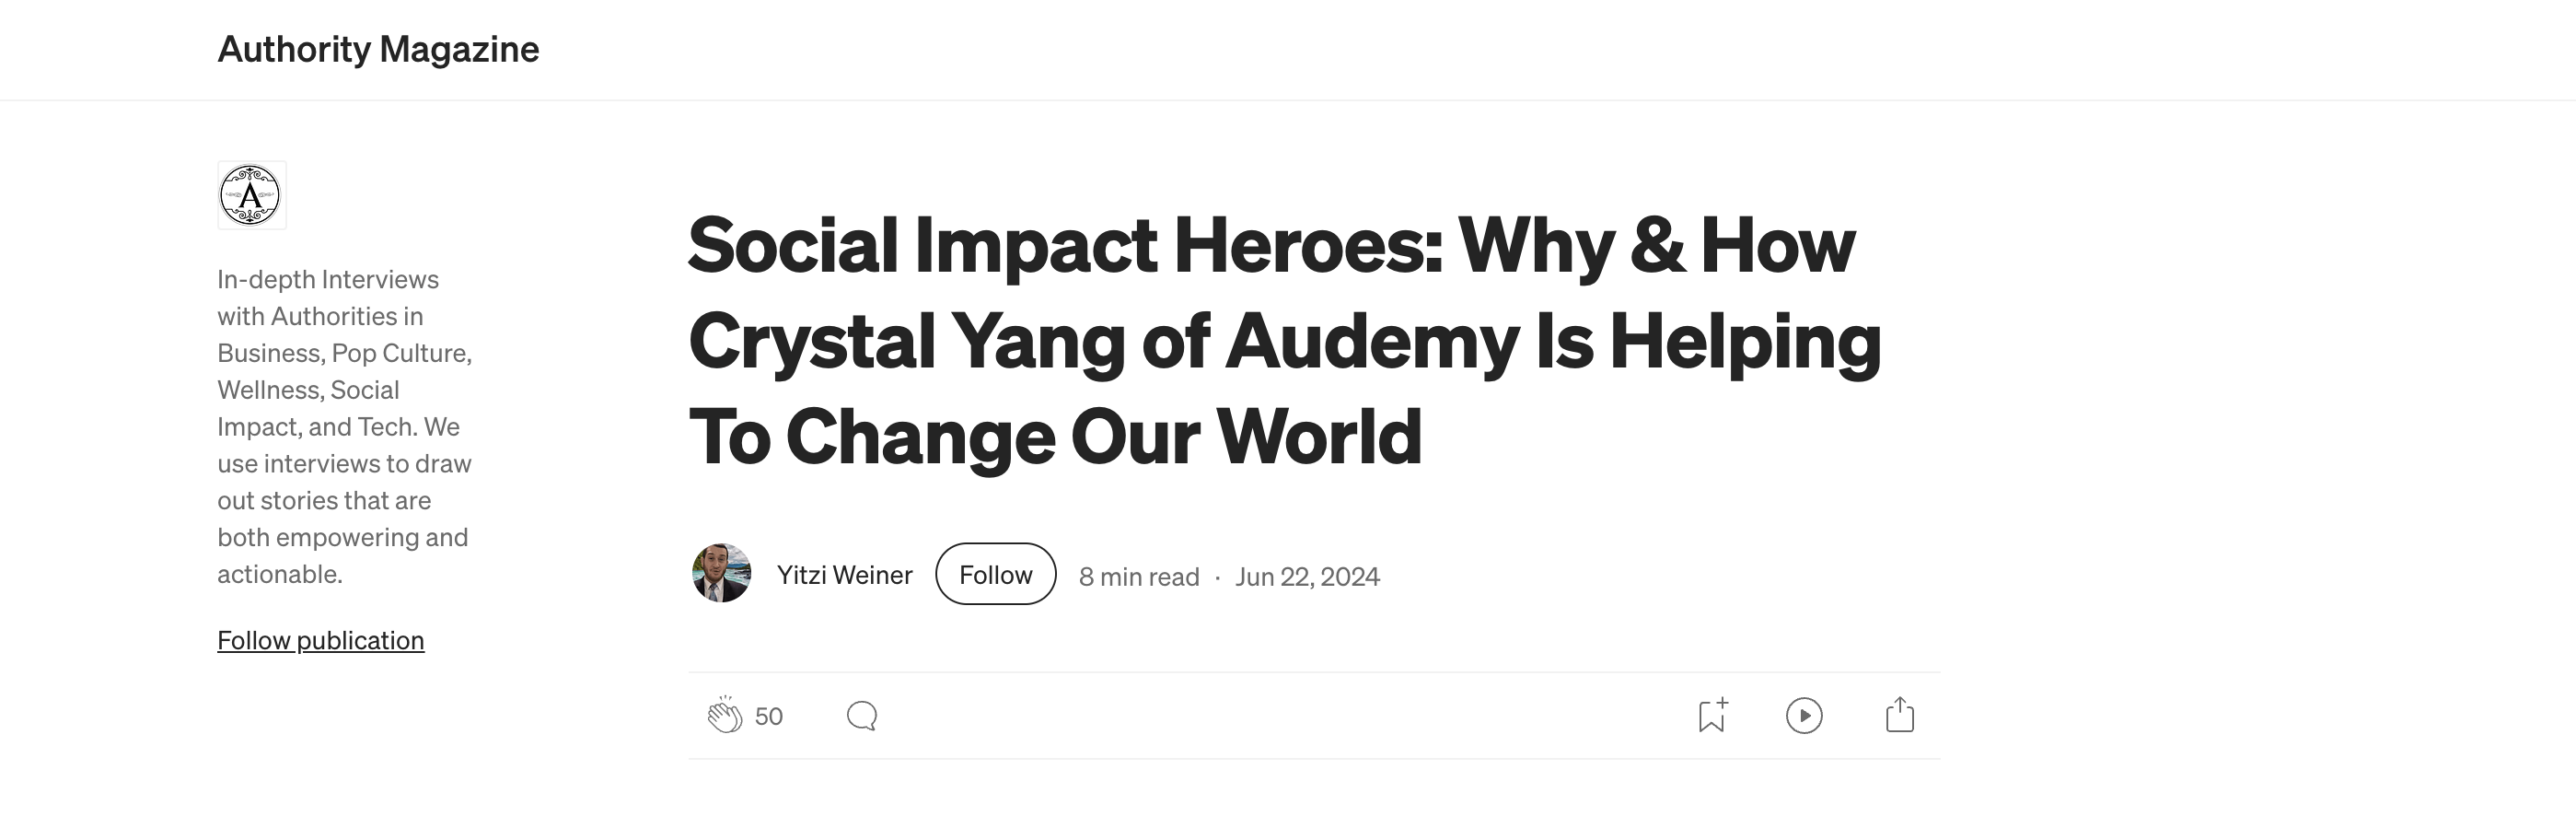 Authority Magazine
A
In-depth Interviews
with Authorities in
Business, Pop Culture,
Wellness, Social
Impact, and Tech. We
use interviews to draw
out stories that are
both empowering and
actionable.
Follow publication
Social Impact Heroes: Why & How
Crystal Yang of Audemy Is Helping
To Change Our World
Yitzi Weiner Follow 8 min read · Jun 22, 2024
50